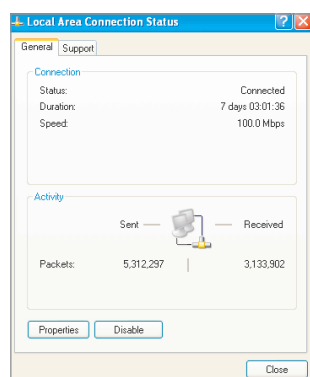 Local Area Connection Status
General Support
Connection
Status: Connected
Duration: 7 days 03:01:36
Speed: 100.0 Mbps
Activity
Sent Received
Packets: 5,312,297 3,133,902
Properties Disable
Close